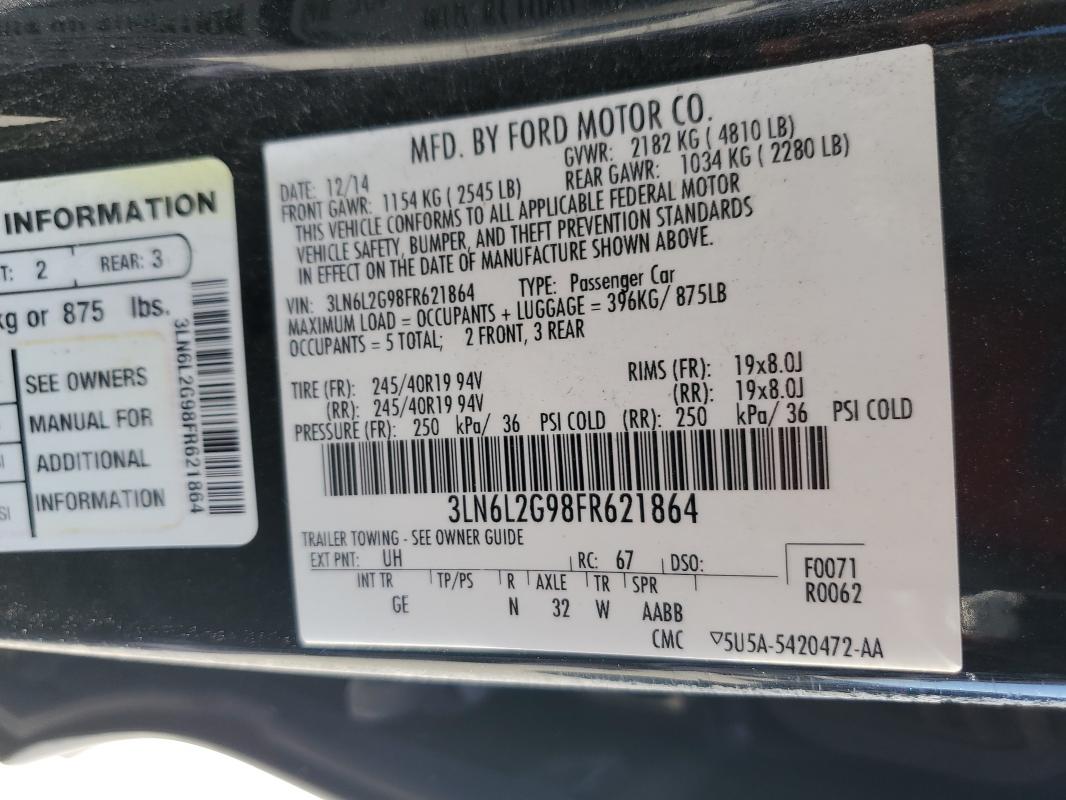 INFORMATION
T: 2 REAR: 3
kg or 875 lbs.
SEE OWNERS
MANUAL FOR
ADDITIONAL
INFORMATION
3LN6L2G98FR621864
MFD. BY FORD MOTOR CO.
DATE: 12/14 GVWR: 2182 KG ( 4810 LB)
FRONT GAWR: 1154 KG ( 2545 LB) REAR GAWR: 1034 KG ( 2280 LB)
THIS VEHICLE CONFORMS TO ALL APPLICABLE FEDERAL MOTOR
VEHICLE SAFETY, BUMPER, AND THEFT PREVENTION STANDARDS
IN EFFECT ON THE DATE OF MANUFACTURE SHOWN ABOVE.
VIN: 3LN6L2G98FR621864 TYPE: Passenger Car
MAXIMUM LOAD = OCCUPANTS + LUGGAGE = 396KG/ 875LB
OCCUPANTS = 5 TOTAL; 2 FRONT, 3 REAR
TIRE (FR): 245/40R19 94V RIMS (FR): 19x8.0J
(RR): 245/40R19 94V (RR): 19x8.0J
PRESSURE (FR): 250 kPa/ 36 PSI COLD (RR): 250 kPa/ 36 PSI COLD
3LN6L2G98FR621864
TRAILER TOWING - SEE OWNER GUIDE
EXT PNT: UH RC: 67 DSO:
INT TR TP/PS R AXLE TR SPR
GE N 32 W AABB
F0071
R0062
CMC ▽5U5A-5420472-AA